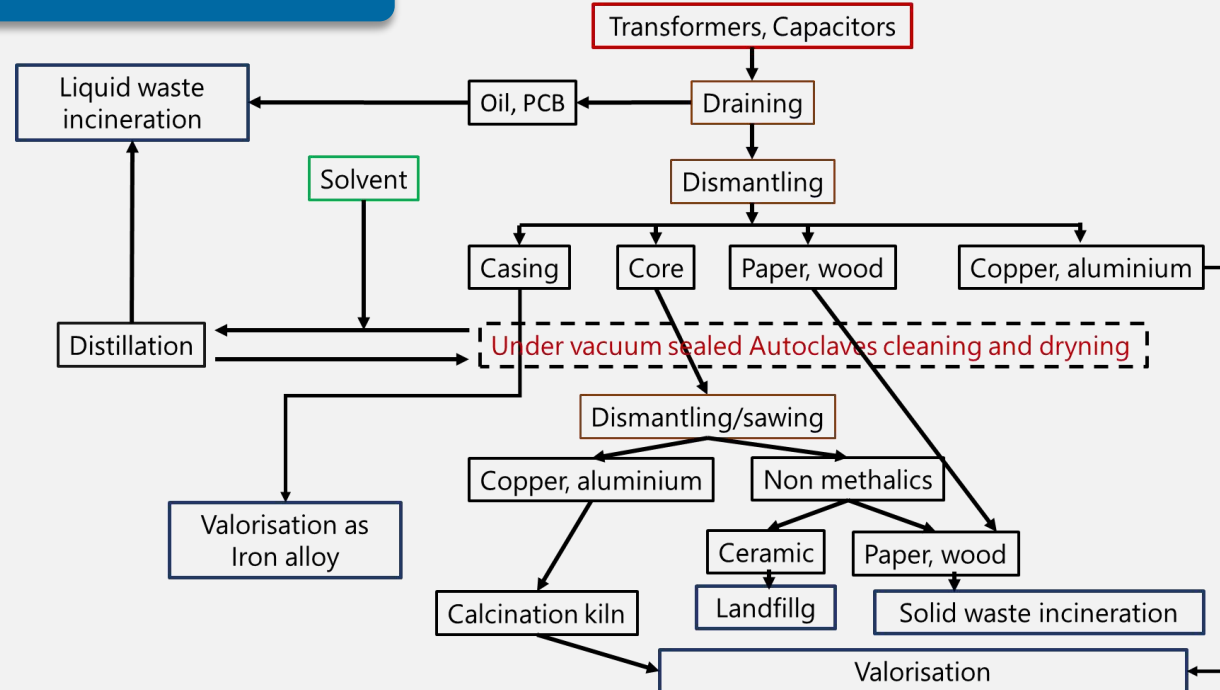 Transformers, Capacitors
Liquid waste
incineration
Oil, PCB
Draining
Solvent
Dismantling
Casing
Core
Paper, wood
Copper, aluminium
Distillation
Under vacuum sealed Autoclaves cleaning and dryning
Dismantling/sawing
Copper, aluminium
Non methalics
Valorisation as
Iron alloy
Ceramic
Paper, wood
Calcination kiln
Landfillg
Solid waste incineration
Valorisation